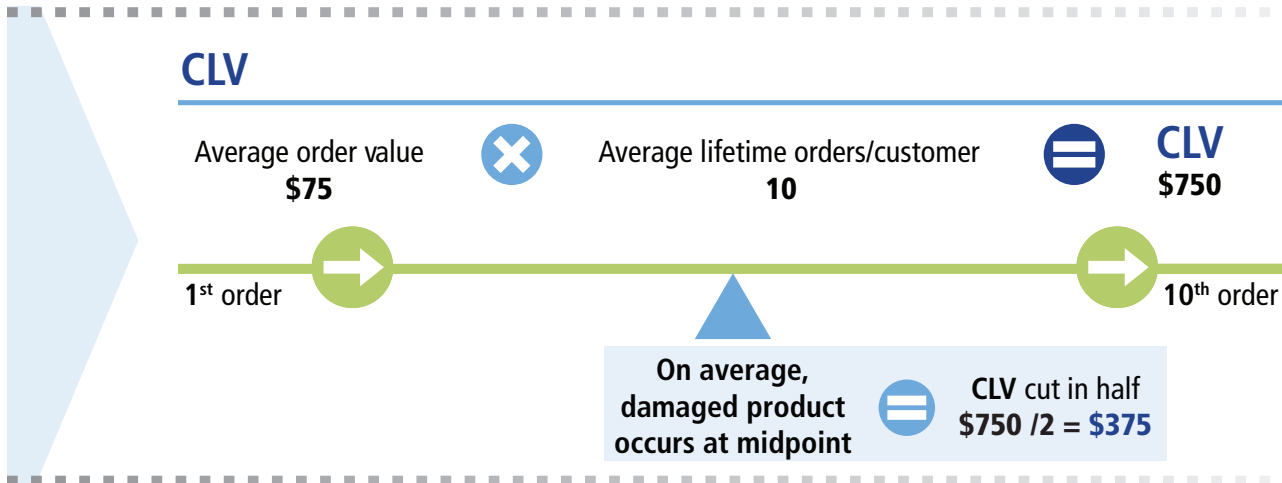 CLV
Average order value
$75
Average lifetime orders/customer
10
CLV
$750
1st order
10th order
On average,
damaged product
occurs at midpoint
CLV cut in half
$750 /2 = $375